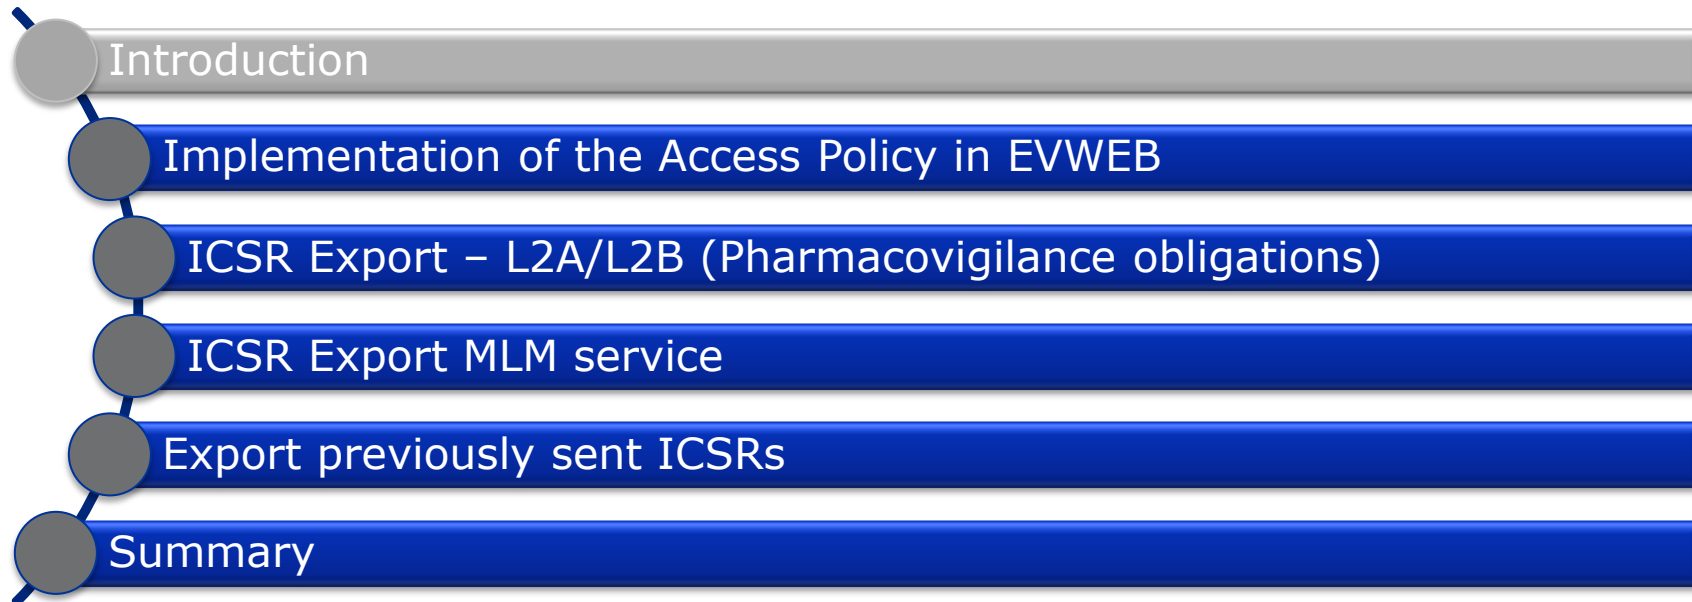 Introduction
Implementation of the Access Policy in EVWEB
ICSR Export – L2A/L2B (Pharmacovigilance obligations)
ICSR Export MLM service
Export previously sent ICSRs
Summary